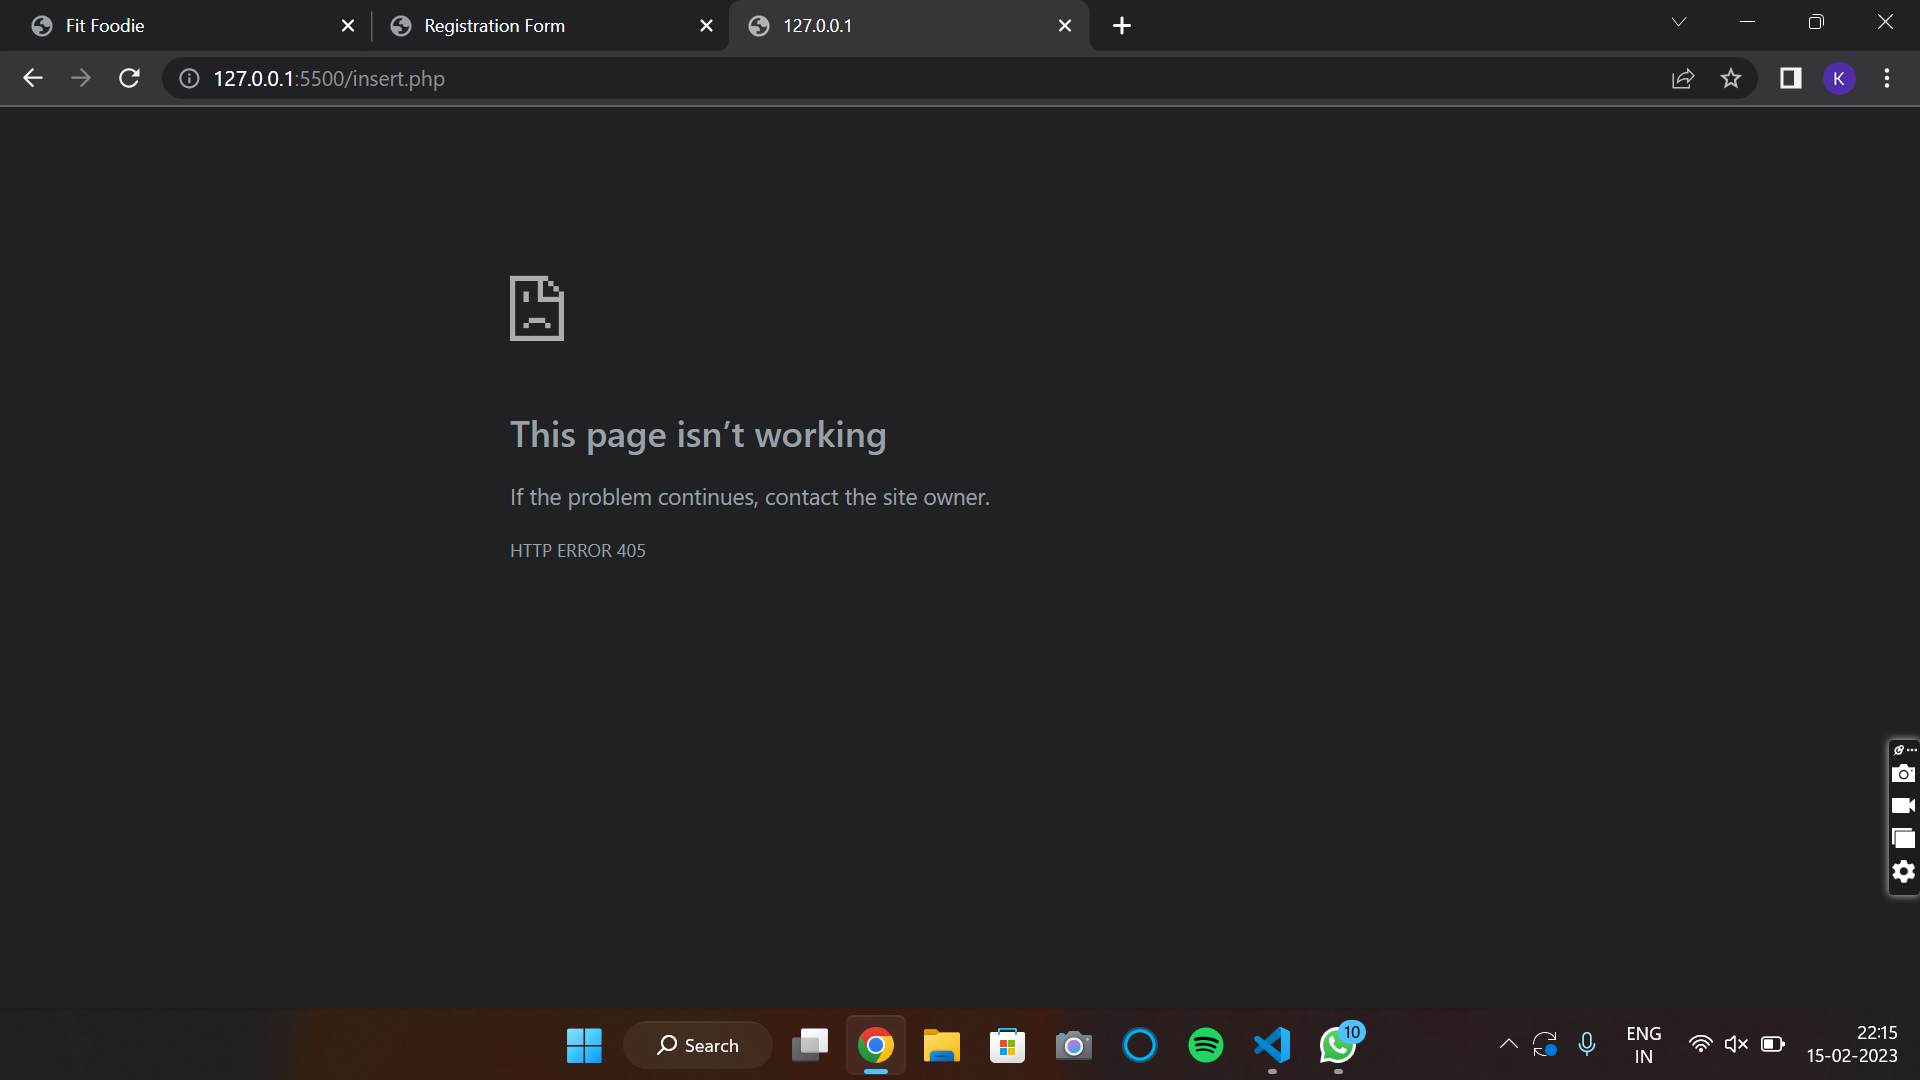 Fit Foodie
Registration Form
127.0.0.1
127.0.0.1:5500/insert.php
K
This page isn’t working
If the problem continues, contact the site owner.
HTTP ERROR 405
Search
10
ENG
IN
22:15
15-02-2023